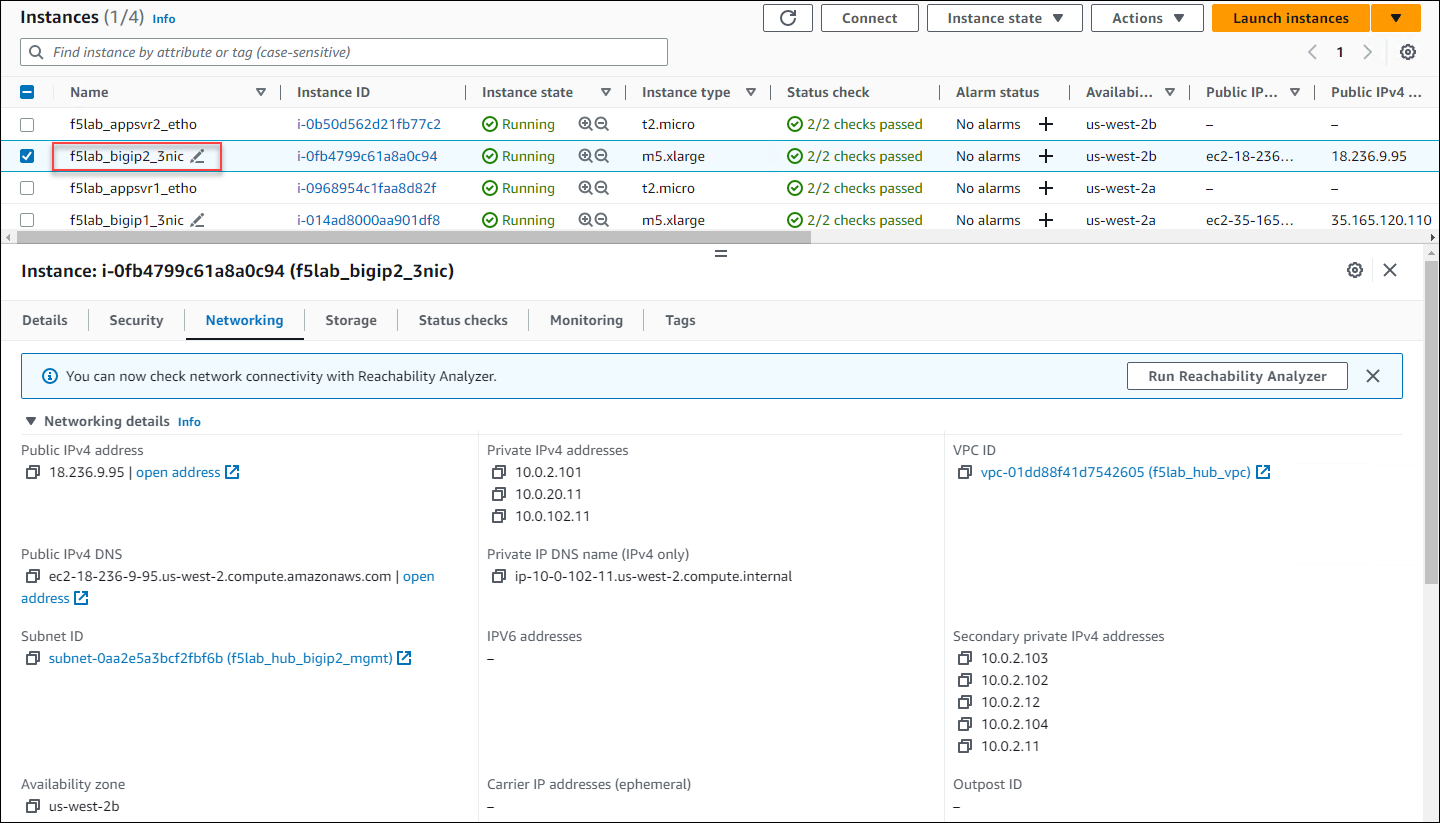 Instances (1/4) Info Connect Instance state Actions Launch instances
Find instance by attribute or tag (case-sensitive) 1
Name Instance ID Instance state Instance type Status check Alarm status Availabi... Public IP... Public IPv4 ...
f5lab_appsvr2_etho i-0b50d562d21fb77c2 Running t2.micro 2/2 checks passed No alarms us-west-2b – –
f5lab_bigip2_3nic i-0fb4799c61a8a0c94 Running m5.xlarge 2/2 checks passed No alarms us-west-2b ec2-18-236... 18.236.9.95
f5lab_appsvr1_etho i-0968954c1faa8d82f Running t2.micro 2/2 checks passed No alarms us-west-2a – –
f5lab_bigip1_3nic i-014ad8000aa901df8 Running m5.xlarge 2/2 checks passed No alarms us-west-2a ec2-35-165... 35.165.120.110
Instance: i-0fb4799c61a8a0c94 (f5lab_bigip2_3nic)
Details Security Networking Storage Status checks Monitoring Tags
You can now check network connectivity with Reachability Analyzer. Run Reachability Analyzer
Networking details Info
Public IPv4 address
18.236.9.95 | open address
Private IPv4 addresses
10.0.2.101
10.0.20.11
10.0.102.11
VPC ID
vpc-01dd88f41d7542605 (f5lab_hub_vpc)
Public IPv4 DNS
ec2-18-236-9-95.us-west-2.compute.amazonaws.com | open
address
Private IP DNS name (IPv4 only)
ip-10-0-102-11.us-west-2.compute.internal
Subnet ID
subnet-0aa2e5a3bcf2fbf6b (f5lab_hub_bigip2_mgmt)
IPV6 addresses
–
Secondary private IPv4 addresses
10.0.2.103
10.0.2.102
10.0.2.12
10.0.2.104
10.0.2.11
Availability zone
us-west-2b
Carrier IP addresses (ephemeral)
–
Outpost ID
–